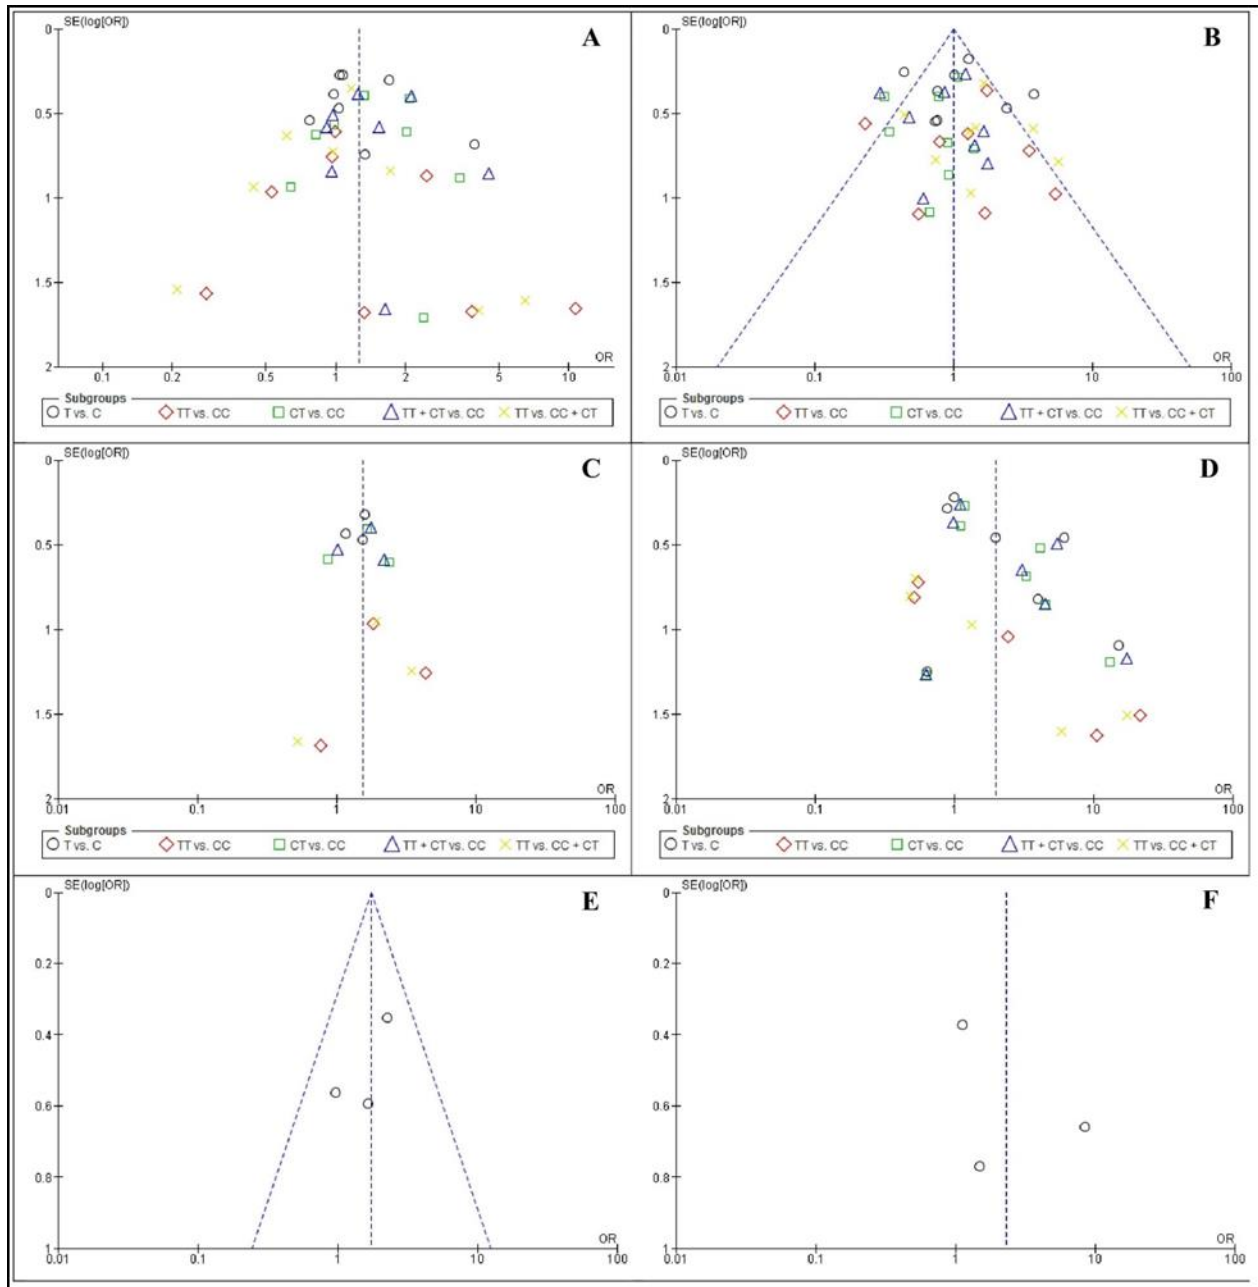 SE(log[OR])
A
0
0.5
1
1.5
2
0.1 0.2 0.5 1 2 5 10
OR
Subgroups
T vs. C TT vs. CC CT vs. CC TT + CT vs. CC TT vs. CC + CT
SE(log[OR])
B
0
0.5
1
1.5
2
0.01 0.1 1 10 100
OR
Subgroups
T vs. C TT vs. CC CT vs. CC TT + CT vs. CC TT vs. CC + CT
SE(log[OR])
C
0
0.5
1
1.5
2
0.01 0.1 1 10 100
OR
Subgroups
T vs. C TT vs. CC CT vs. CC TT + CT vs. CC TT vs. CC + CT
SE(log[OR])
D
0
0.5
1
1.5
2
0.01 0.1 1 10 100
OR
Subgroups
T vs. C TT vs. CC CT vs. CC TT + CT vs. CC TT vs. CC + CT
SE(log[OR])
E
0
0.2
0.4
0.6
0.8
1
0.01 0.1 1 10 100
OR
SE(log[OR])
F
0
0.2
0.4
0.6
0.8
1
0.01 0.1 1 10 100
OR